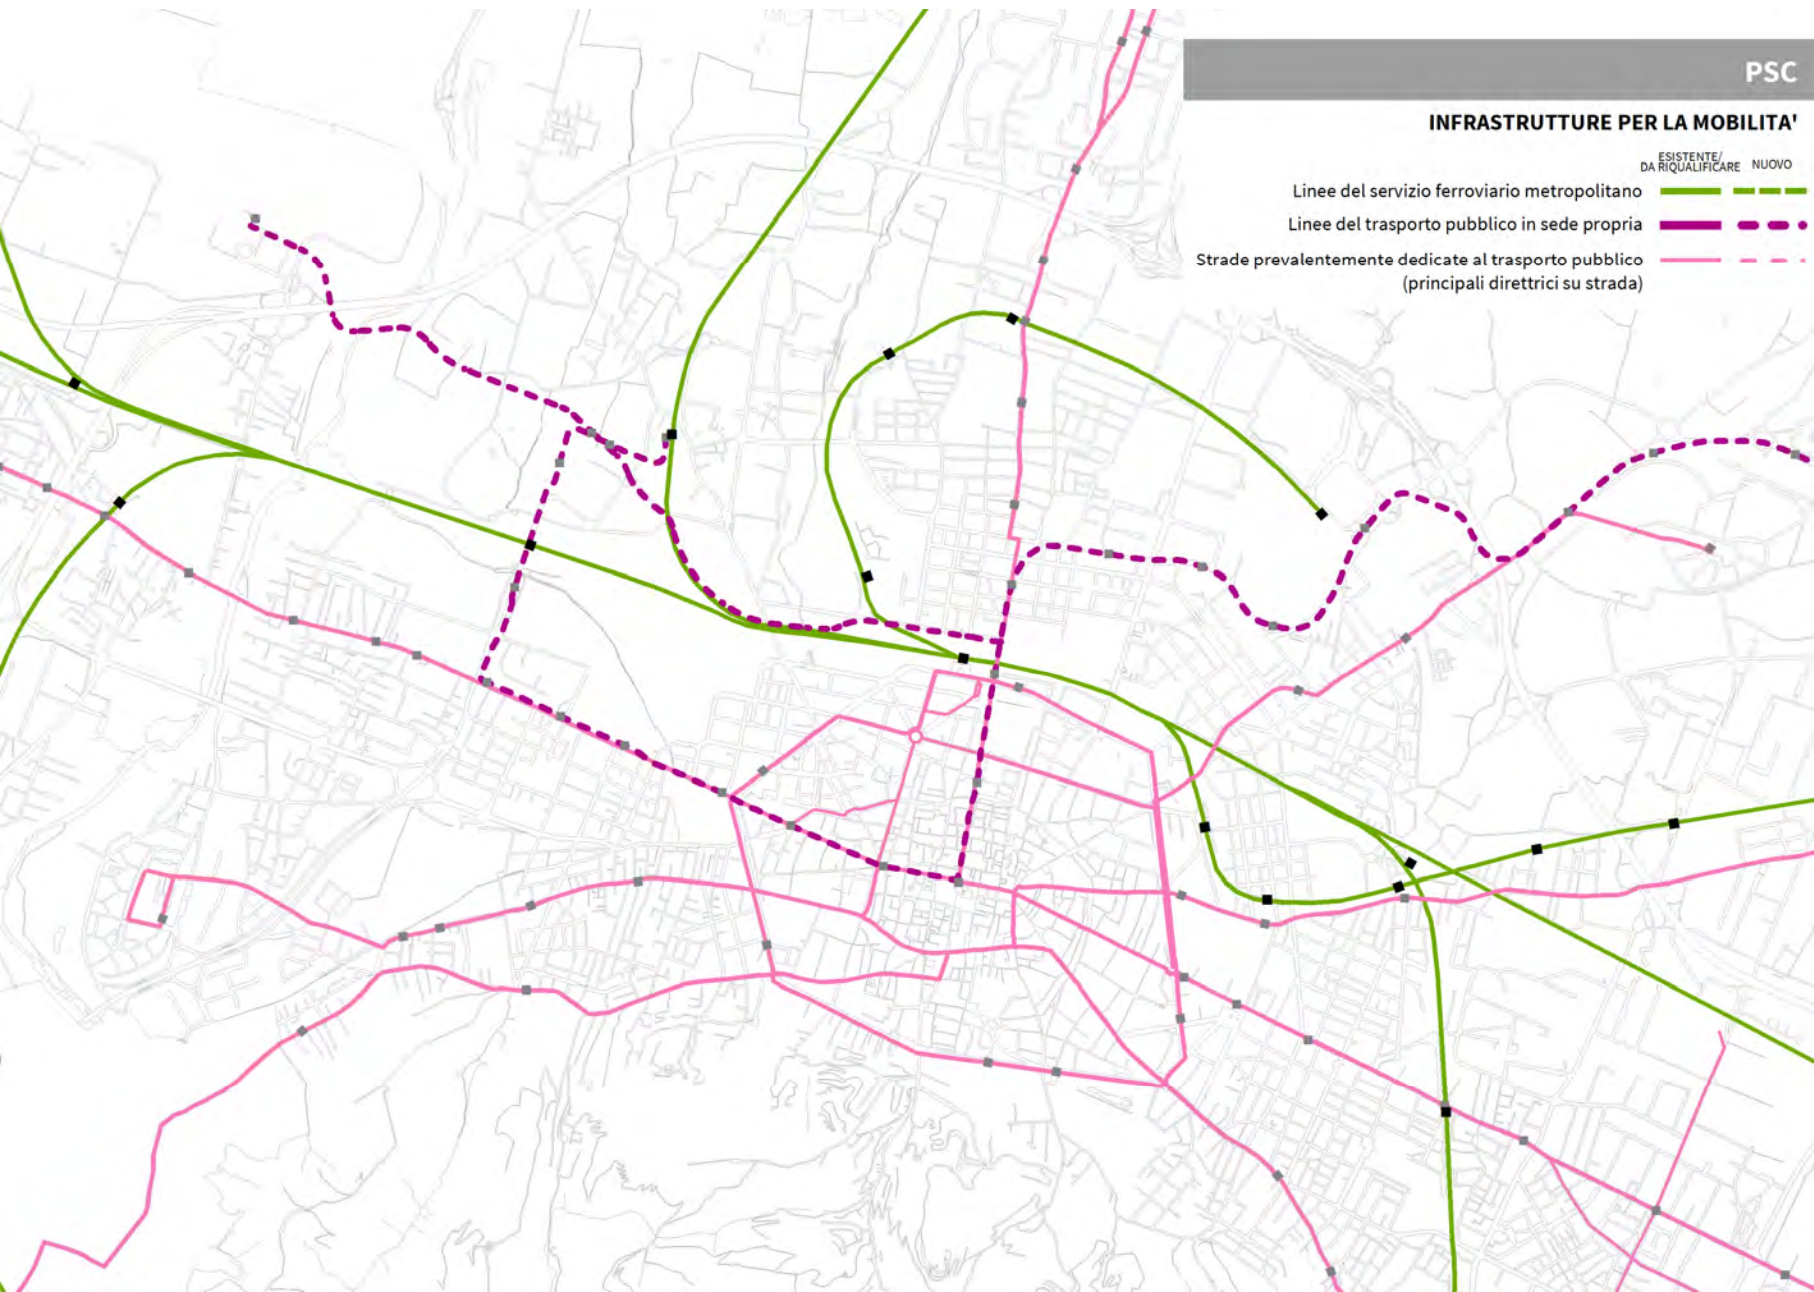 PSC
INFRASTRUTTURE PER LA MOBILITA'
ESISTENTE/
DA RIQUALIFICARE NUOVO
Linee del servizio ferroviario metropolitano
Linee del trasporto pubblico in sede propria
Strade prevalentemente dedicate al trasporto pubblico
(principali direttrici su strada)